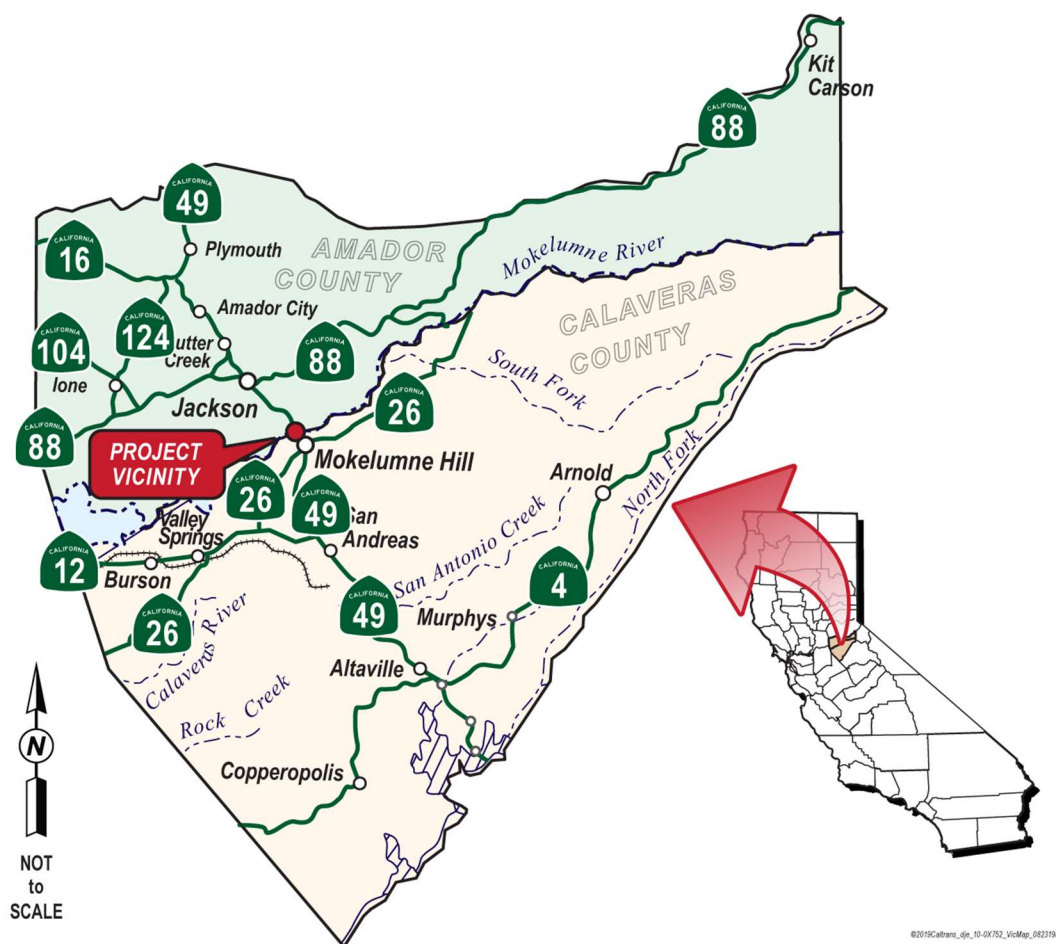 Kit
Carson
CALIFORNIA
88
CALIFORNIA
49
AMADOR
COUNTY
Plymouth
CALIFORNIA
16
Mokelumne River
CALAVERAS
COUNTY
Amador City
CALIFORNIA
124
CALIFORNIA
104
utter
Creek
CALIFORNIA
88
Ione
South Fork
Jackson
CALIFORNIA
26
CALIFORNIA
88
PROJECT
VICINITY
Mokelumne Hill
Arnold
North Fork
CALIFORNIA
26
CALIFORNIA
49
San
Andreas
Valley
Springs
San Antonio Creek
CALIFORNIA
12
Burson
CALIFORNIA
4
CALIFORNIA
49
Murphys
CALIFORNIA
26
Calaveras River
Altaville
Rock Creek
Copperopolis
N
NOT
to
SCALE
©2019Caltrans_dje_10-0X752_VicMap_082319